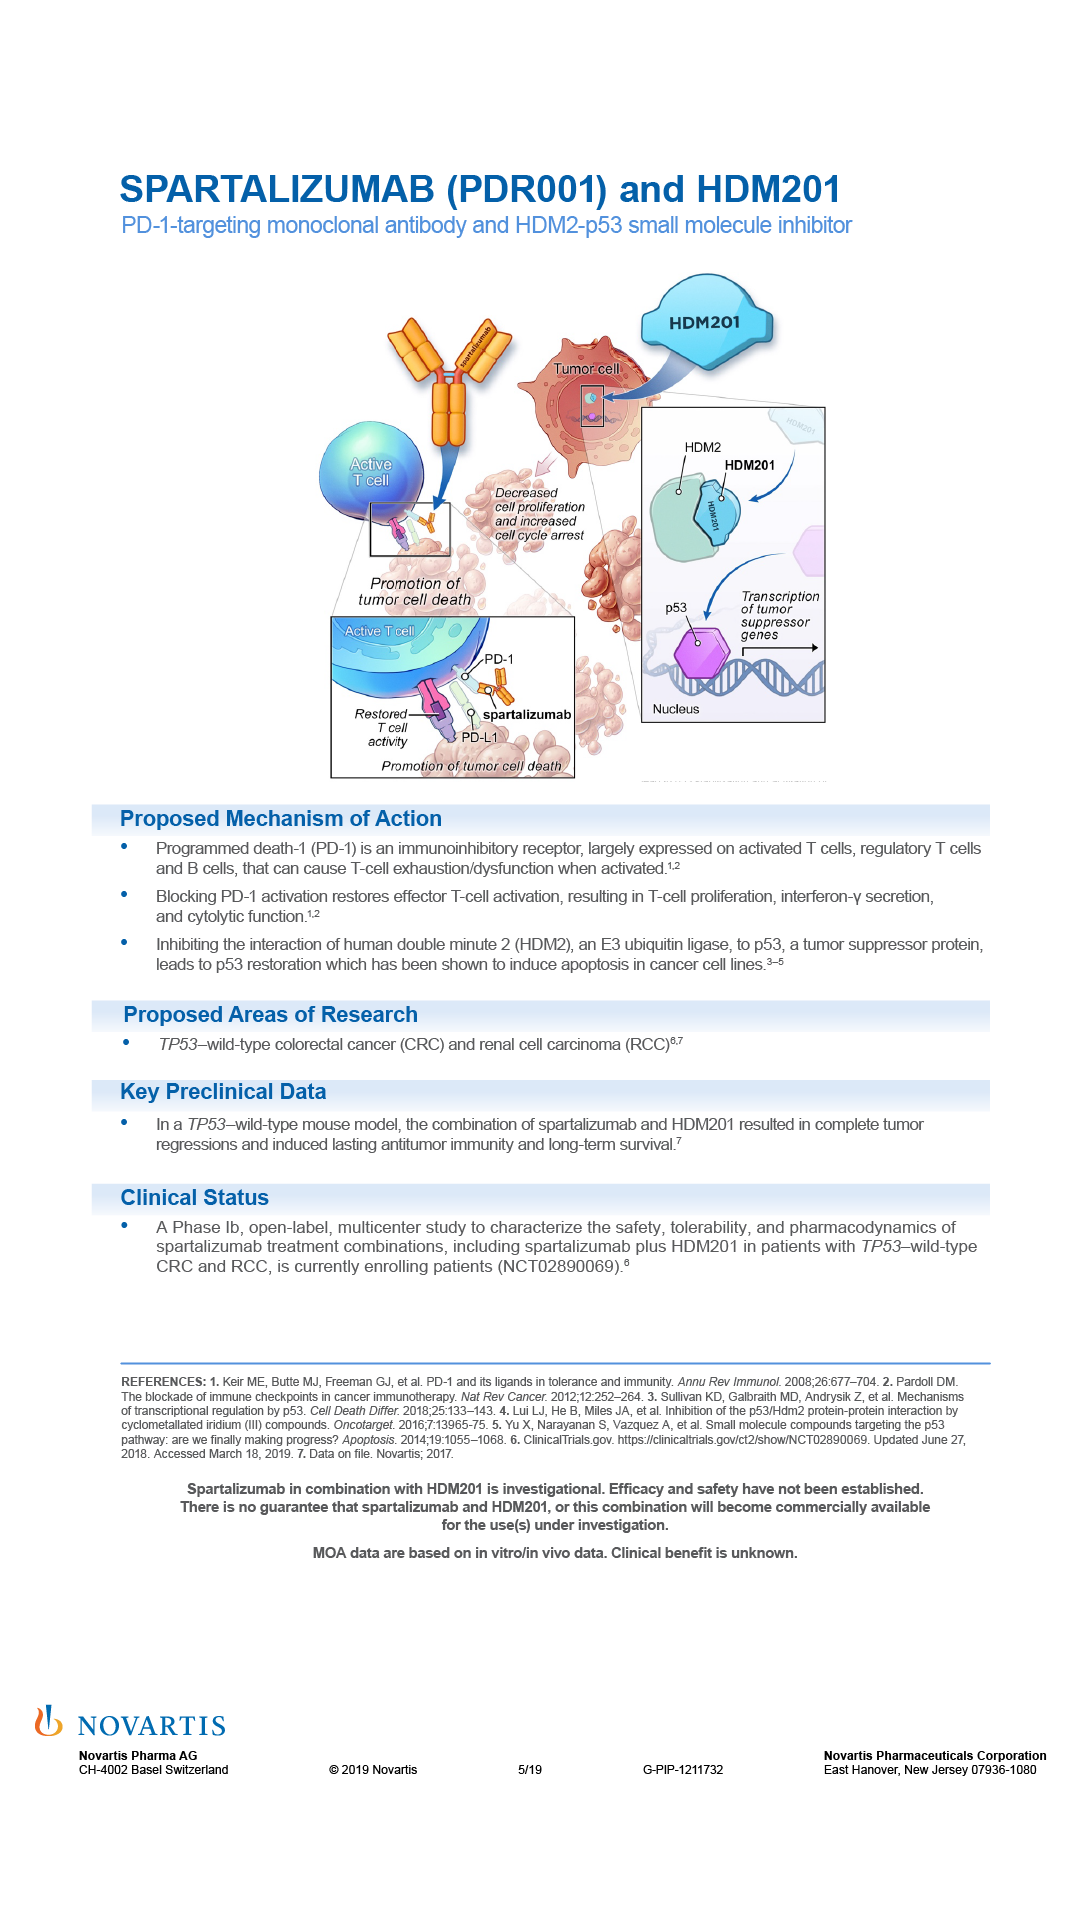 SPARTALIZUMAB (PDR001) and HDM201
PD-1-targeting monoclonal antibody and HDM2-p53 small molecule inhibitor
HDM201
spartalizumab
Tumor cell
Active
T cell
Decreased
cell proliferation
and increased
cell cycle arrest
Promotion of
tumor cell death
HDM201
HDM2
HDM201
HDM201
p53
Transcription
of tumor
suppressor
genes
Nucleus
Active T cell
PD-1
spartalizumab
Restored
T cell
activity
PD-L1
Promotion of tumor cell death
Proposed Mechanism of Action
• Programmed death-1 (PD-1) is an immunoinhibitory receptor, largely expressed on activated T cells, regulatory T cells
and B cells, that can cause T-cell exhaustion/dysfunction when activated.1,2
• Blocking PD-1 activation restores effector T-cell activation, resulting in T-cell proliferation, interferon-γ secretion,
and cytolytic function.1,2
• Inhibiting the interaction of human double minute 2 (HDM2), an E3 ubiquitin ligase, to p53, a tumor suppressor protein,
leads to p53 restoration which has been shown to induce apoptosis in cancer cell lines.3–5
Proposed Areas of Research
• TP53–wild-type colorectal cancer (CRC) and renal cell carcinoma (RCC)6,7
Key Preclinical Data
• In a TP53–wild-type mouse model, the combination of spartalizumab and HDM201 resulted in complete tumor
regressions and induced lasting antitumor immunity and long-term survival.7
Clinical Status
• A Phase Ib, open-label, multicenter study to characterize the safety, tolerability, and pharmacodynamics of
spartalizumab treatment combinations, including spartalizumab plus HDM201 in patients with TP53–wild-type
CRC and RCC, is currently enrolling patients (NCT02890069).6
REFERENCES: 1. Keir ME, Butte MJ, Freeman GJ, et al. PD-1 and its ligands in tolerance and immunity. Annu Rev Immunol. 2008;26:677–704. 2. Pardoll DM.
The blockade of immune checkpoints in cancer immunotherapy. Nat Rev Cancer. 2012;12:252–264. 3. Sullivan KD, Galbraith MD, Andrysik Z, et al. Mechanisms
of transcriptional regulation by p53. Cell Death Differ. 2018;25:133–143. 4. Lui LJ, He B, Miles JA, et al. Inhibition of the p53/Hdm2 protein-protein interaction by
cyclometallated iridium (III) compounds. Oncotarget. 2016;7:13965-75. 5. Yu X, Narayanan S, Vazquez A, et al. Small molecule compounds targeting the p53
pathway: are we finally making progress? Apoptosis. 2014;19:1055–1068. 6. ClinicalTrials.gov. https://clinicaltrials.gov/ct2/show/NCT02890069. Updated June 27,
2018. Accessed March 18, 2019. 7. Data on file. Novartis; 2017.
Spartalizumab in combination with HDM201 is investigational. Efficacy and safety have not been established.
There is no guarantee that spartalizumab and HDM201, or this combination will become commercially available
for the use(s) under investigation.
MOA data are based on in vitro/in vivo data. Clinical benefit is unknown.
NOVARTIS
Novartis Pharma AG
CH-4002 Basel Switzerland
© 2019 Novartis
5/19
G-PIP-1211732
Novartis Pharmaceuticals Corporation
East Hanover, New Jersey 07936-1080